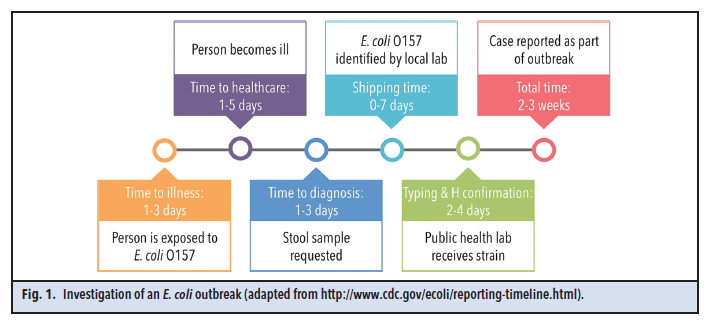 Person becomes ill
Time to healthcare:
1-5 days
E. coli O157
identified by local lab
Shipping time:
0-7 days
Case reported as part
of outbreak
Total time:
2-3 weeks
Time to illness:
1-3 days
Person is exposed to
E. coli O157
Time to diagnosis:
1-3 days
Stool sample
requested
Typing & H confirmation:
2-4 days
Public health lab
receives strain
Fig. 1. Investigation of an E. coli outbreak (adapted from http://www.cdc.gov/ecoli/reporting-timeline.html).